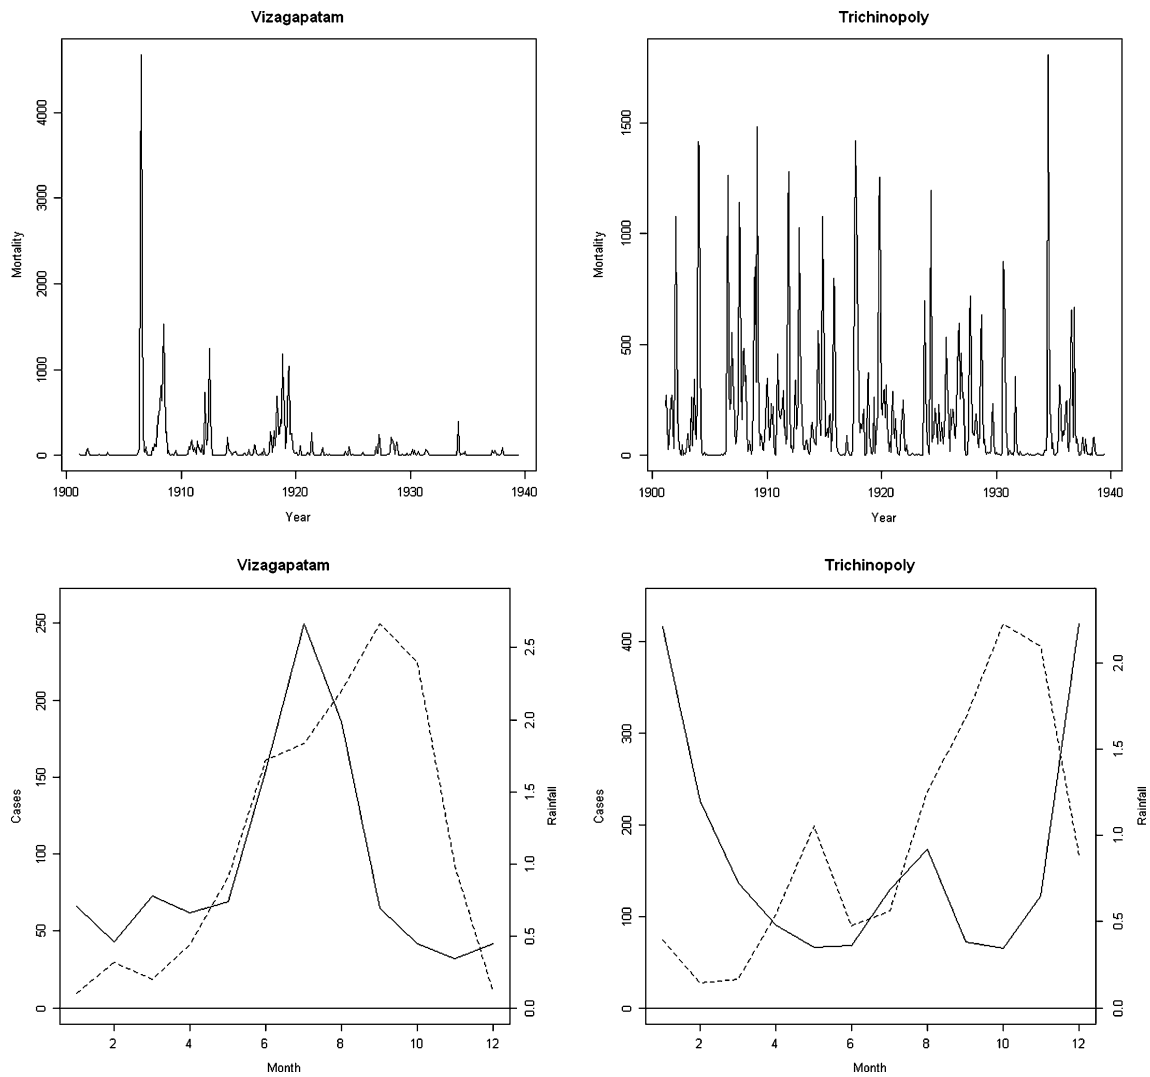 Vizagapatam
Mortality
0 1000 2000 3000 4000
1900 1910 1920 1930 1940
Year
Trichinopoly
Mortality
0 500 1000 1500
1900 1910 1920 1930 1940
Year
Vizagapatam
Cases
0 50 100 150 200 250
2 4 6 8 10 12
Month
0.0 0.5 1.0 1.5 2.0 2.5
Rainfall
Trichinopoly
Cases
0 100 200 300 400
2 4 6 8 10 12
Month
0.0 0.5 1.0 1.5 2.0
Rainfall